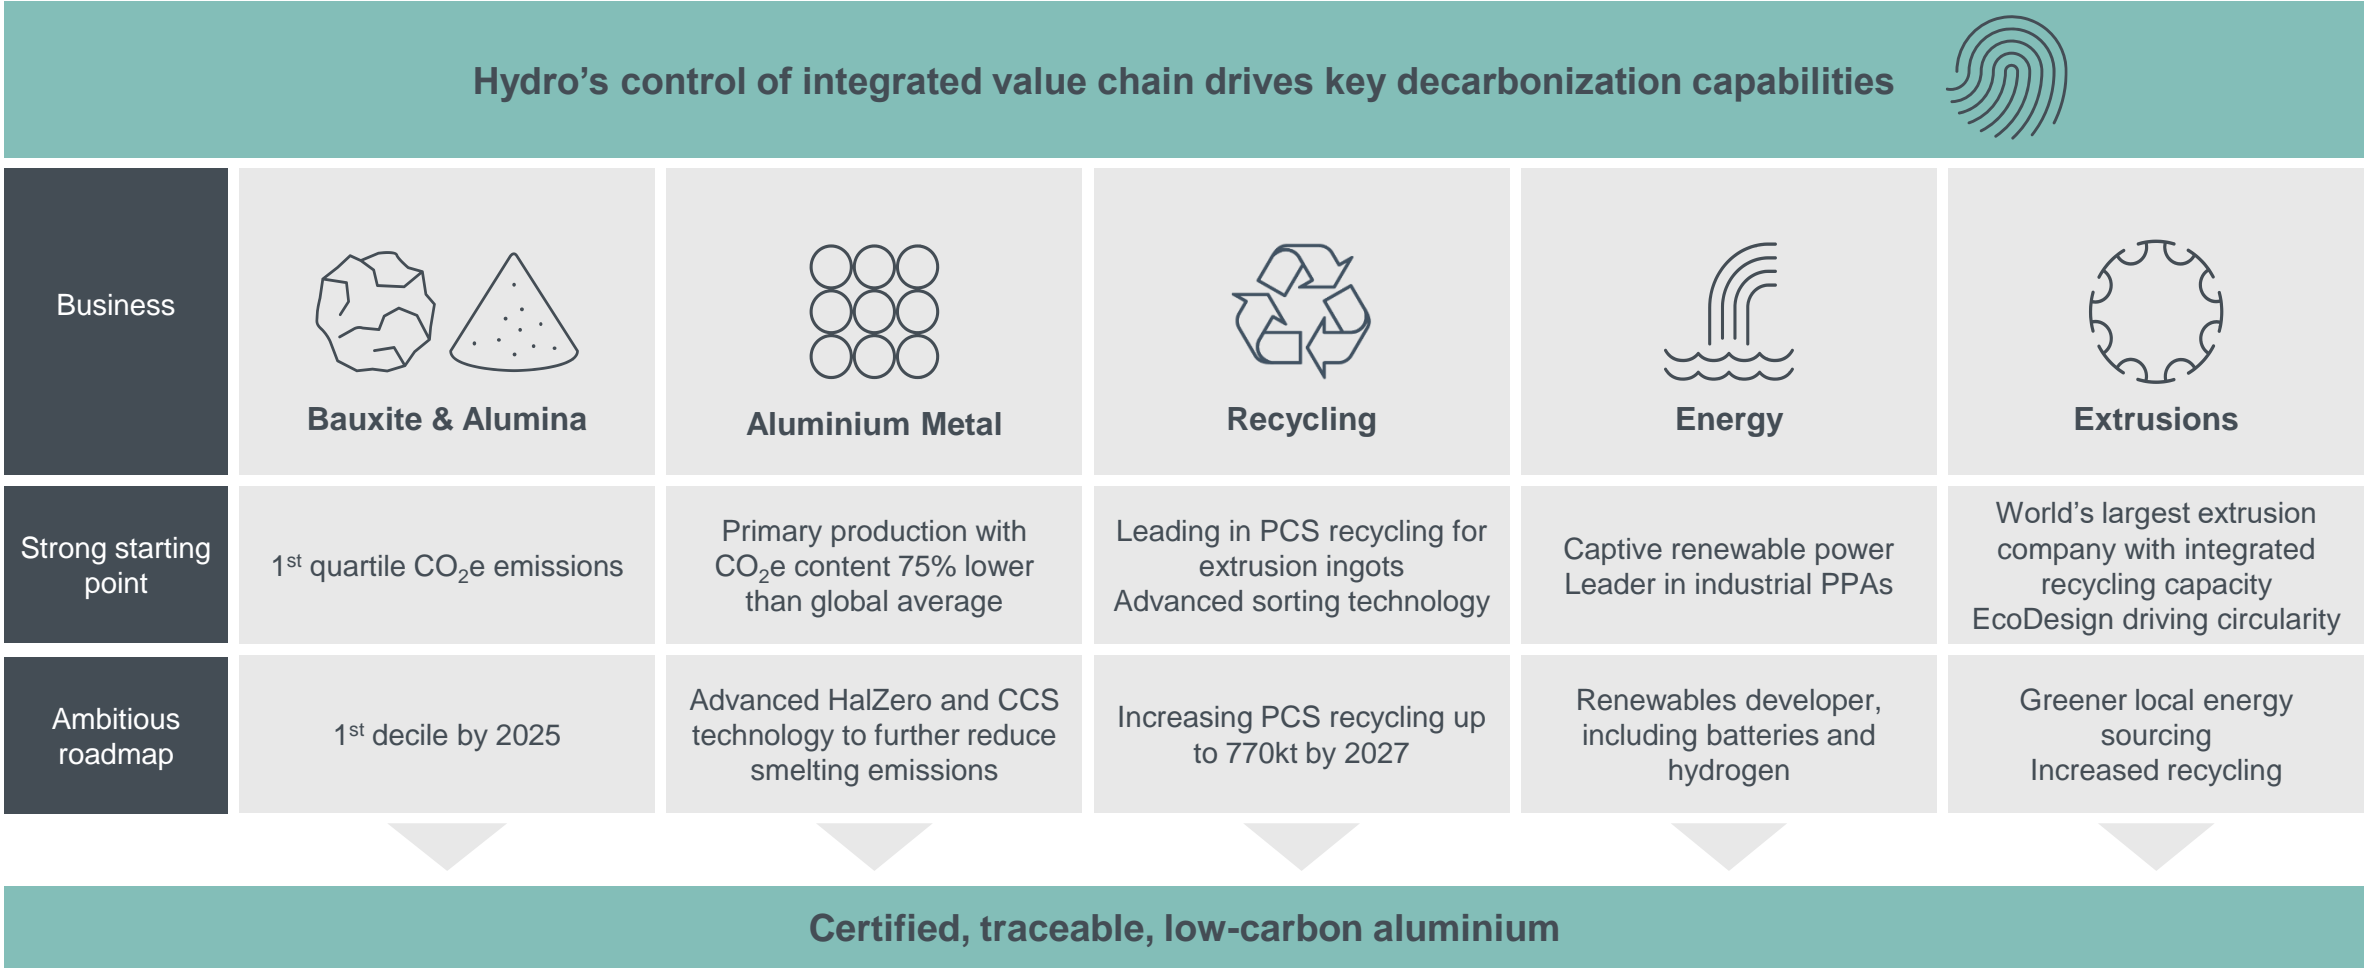 Hydro’s control of integrated value chain drives key decarbonization capabilities
Business
Bauxite & Alumina
Aluminium Metal
Recycling
Energy
Extrusions
Strong starting
point
1st quartile CO2e emissions
Primary production with
CO2e content 75% lower
than global average
Leading in PCS recycling for
extrusion ingots
Advanced sorting technology
Captive renewable power
Leader in industrial PPAs
World’s largest extrusion
company with integrated
recycling capacity
EcoDesign driving circularity
Ambitious
roadmap
1st decile by 2025
Advanced HalZero and CCS
technology to further reduce
smelting emissions
Increasing PCS recycling up
to 770kt by 2027
Renewables developer,
including batteries and
hydrogen
Greener local energy
sourcing
Increased recycling
Certified, traceable, low-carbon aluminium